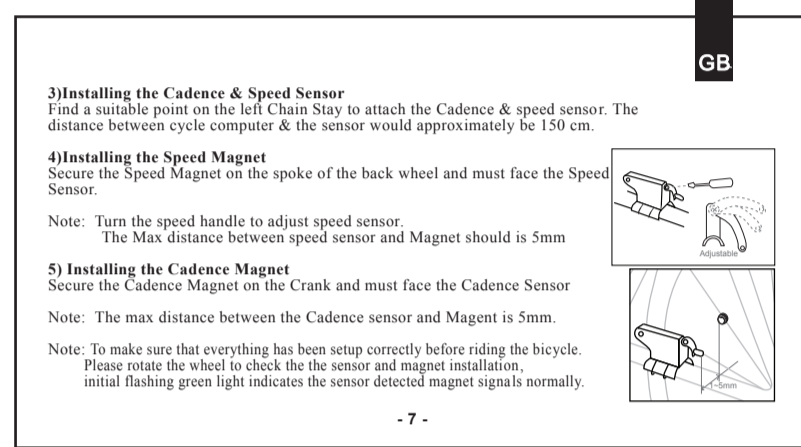 GB
3)Installing the Cadence & Speed Sensor
Find a suitable point on the left Chain Stay to attach the Cadence & speed sensor. The
distance between cycle computer & the sensor would approximately be 150 cm.
4)Installing the Speed Magnet
Secure the Speed Magnet on the spoke of the back wheel and must face the Speed
Sensor.
Note: Turn the speed handle to adjust speed sensor.
The Max distance between speed sensor and Magnet should is 5mm
Adjustable
5) Installing the Cadence Magnet
Secure the Cadence Magnet on the Crank and must face the Cadence Sensor
Note: The max distance between the Cadence sensor and Magent is 5mm.
Note: To make sure that everything has been setup correctly before riding the bicycle.
Please rotate the wheel to check the the sensor and magnet installation,
initial flashing green light indicates the sensor detected magnet signals normally.
1~5mm
- 7 -